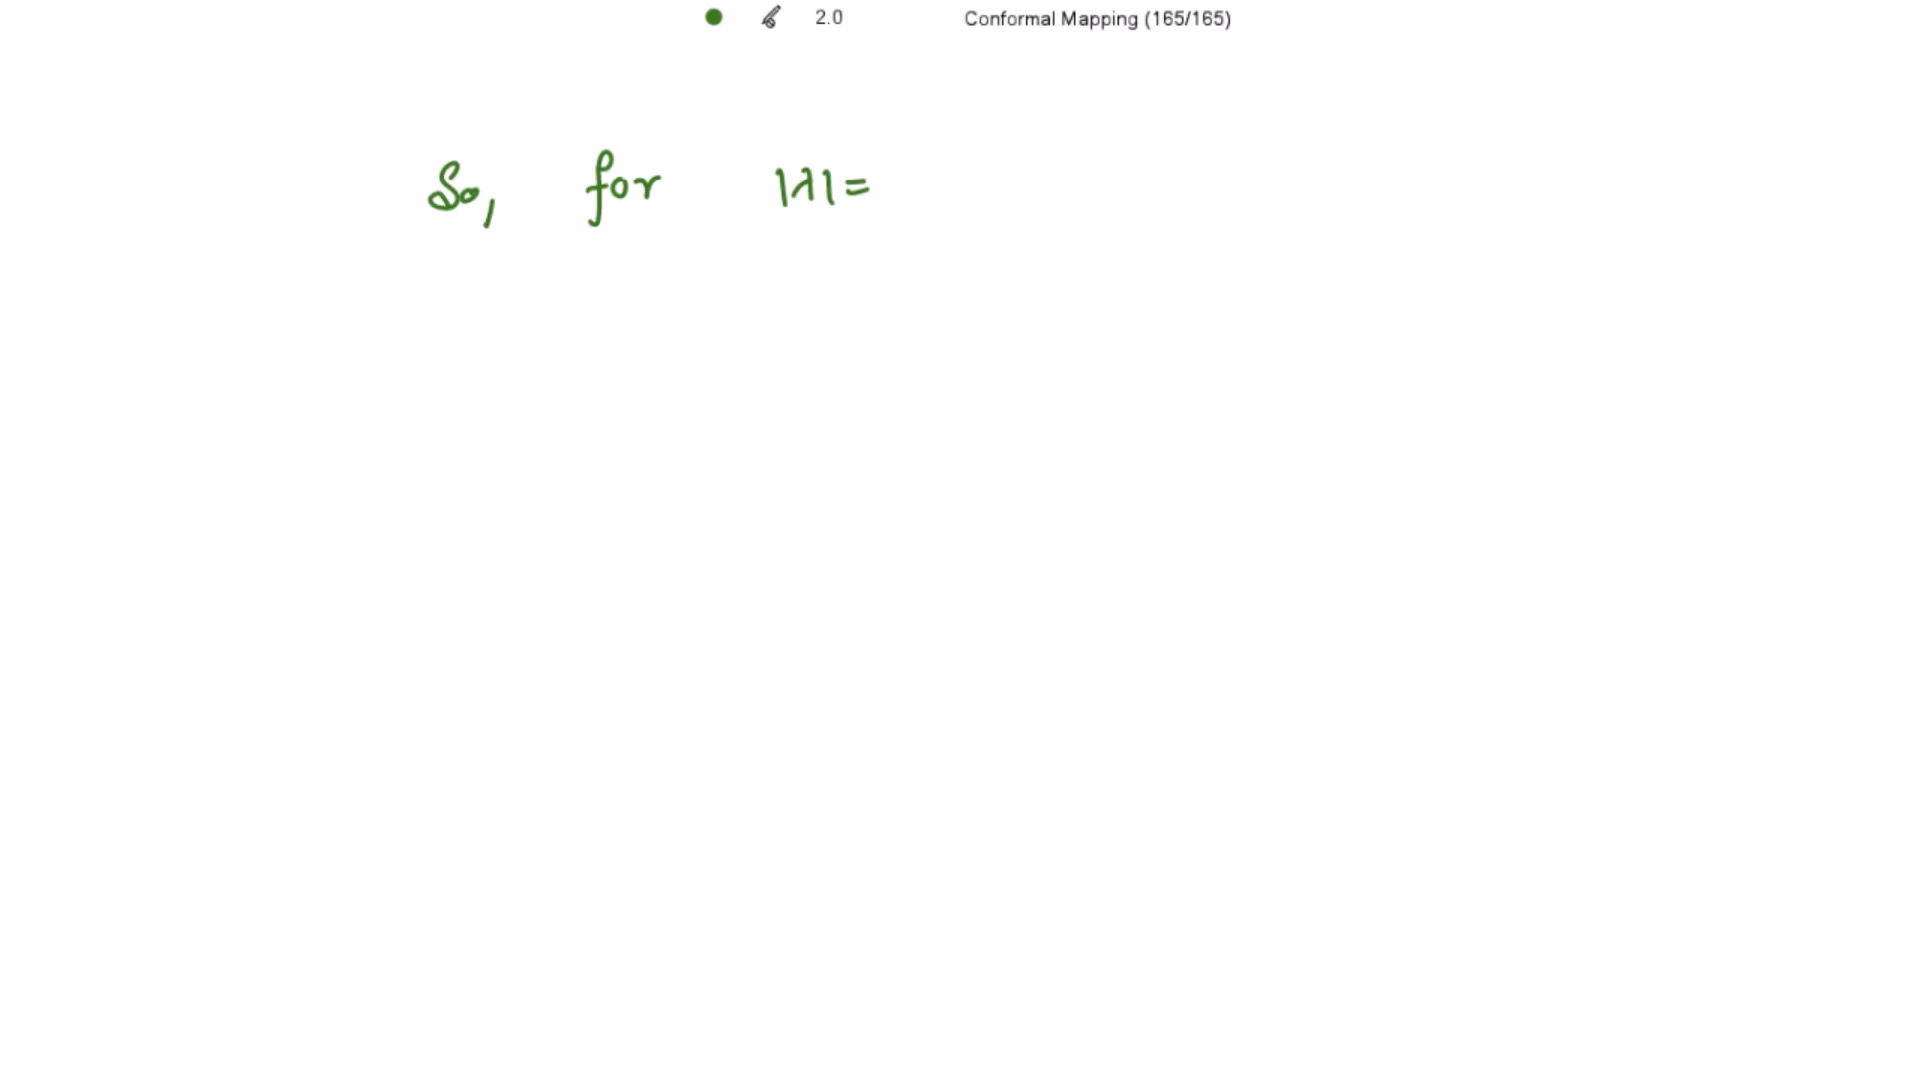 2.0 Conformal Mapping (165/165)
So, for |λ|=